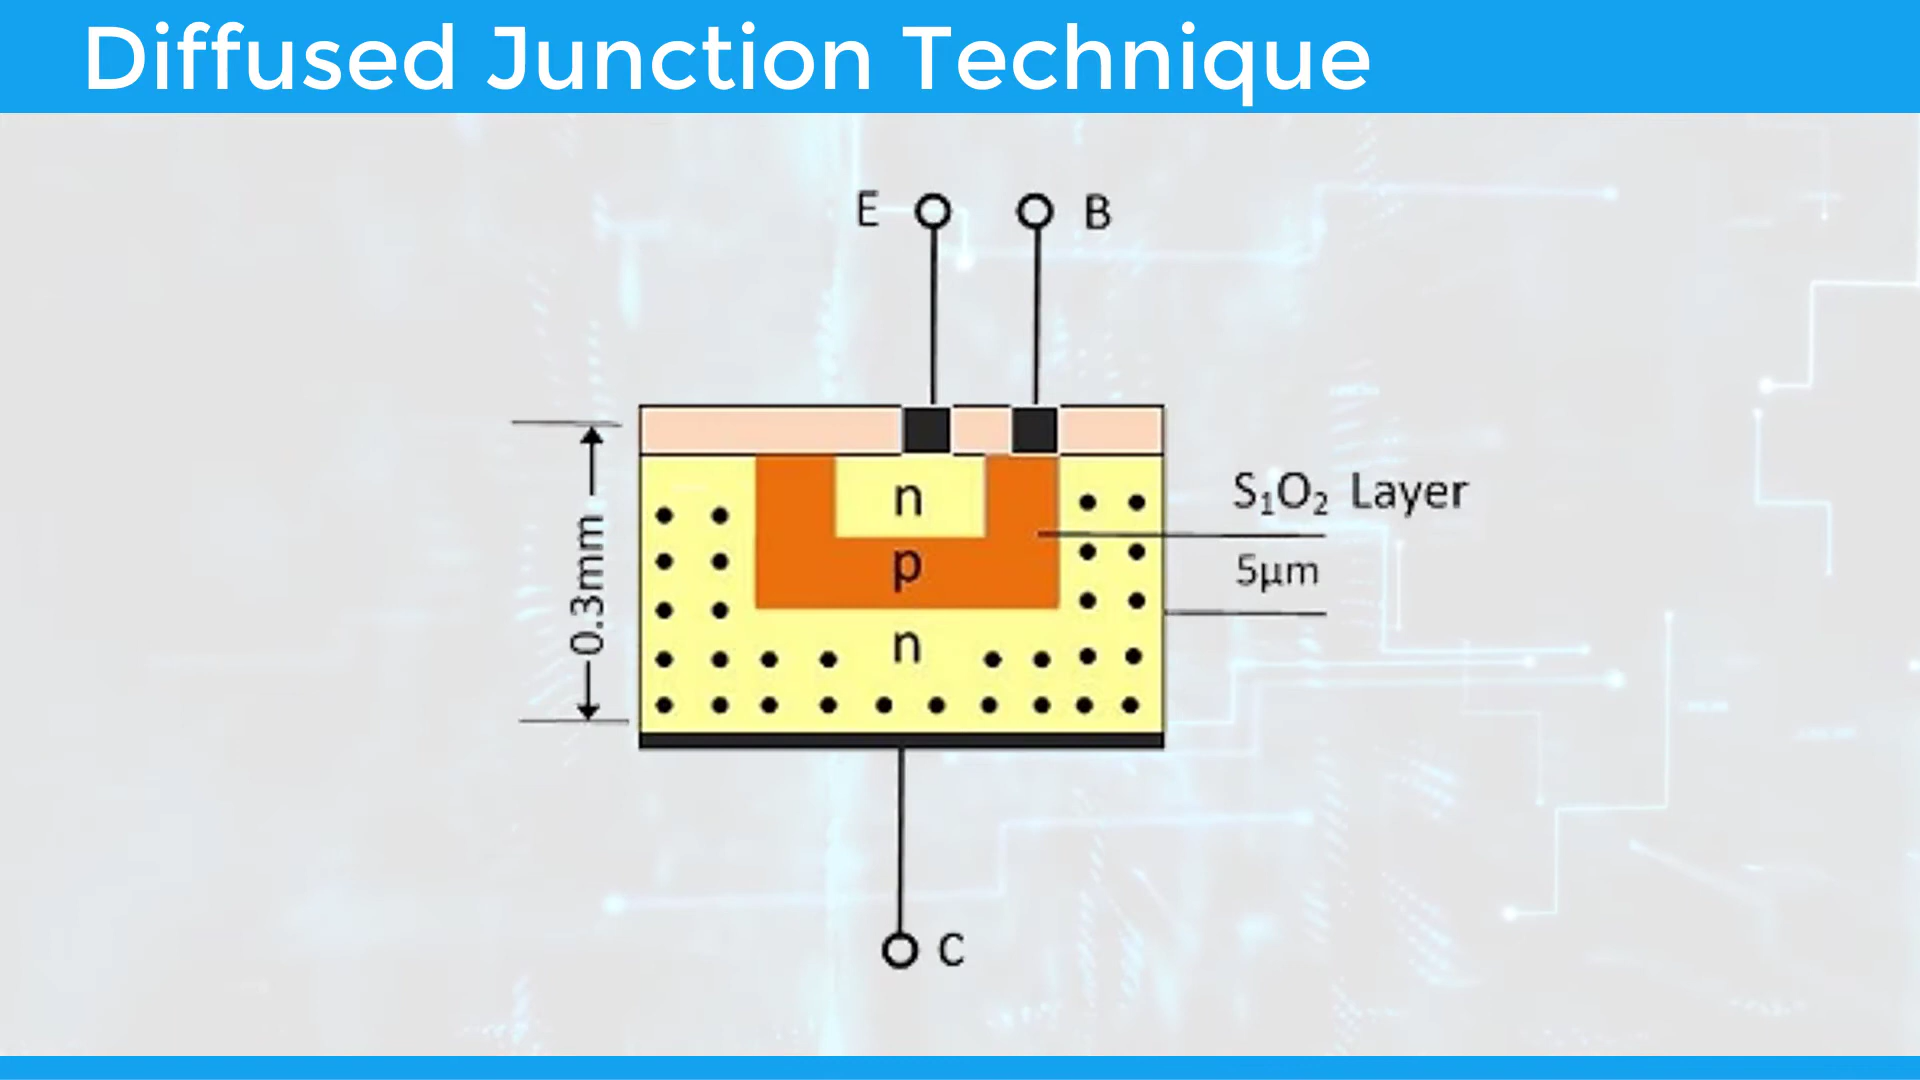 Diffused Junction Technique
E B
S₁O₂ Layer
n
5μm
p
0.3mm
n
C